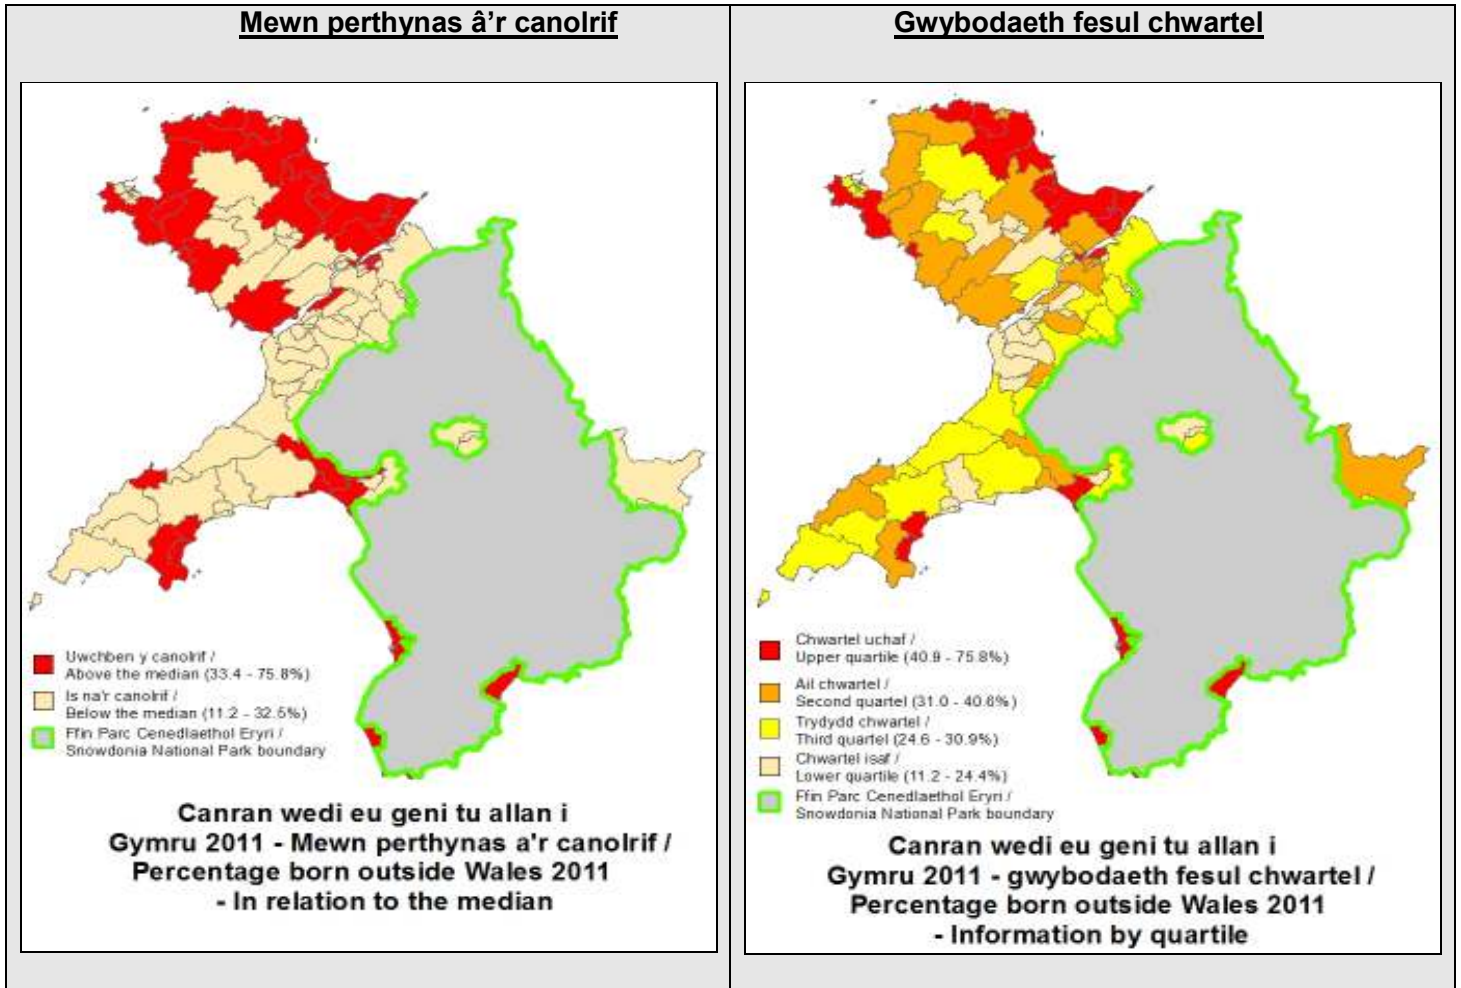 Mewn perthynas â'r canolrif
Uwchben y canolrif /
Above the median (33.4 - 75.8%)
Is na'r canolrif /
Below the median (11.2 - 32.5%)
Ffin Parc Cenedlaethol Eryri /
Snowdonia National Park boundary
Canran wedi eu geni tu allan i
Gymru 2011 - Mewn perthynas a'r canolrif /
Percentage born outside Wales 2011
- In relation to the median
Gwybodaeth fesul chwartel
Chwartel uchaf /
Upper quartile (40.9 - 75.8%)
Ail chwartel /
Second quartel (31.0 - 40.6%)
Trydydd chwartel /
Third quartel (24.6 - 30.9%)
Chwartel isaf /
Lower quartile (11.2 - 24.4%)
Ffin Parc Cenedlaethol Eryri /
Snowdonia National Park boundary
Canran wedi eu geni tu allan i
Gymru 2011 - gwybodaeth fesul chwartel /
Percentage born outside Wales 2011
- Information by quartile